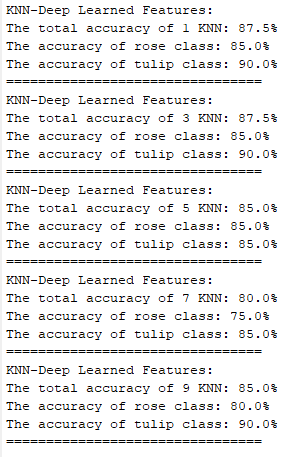 KNN-Deep Learned Features:
The total accuracy of 1 KNN: 87.5%
The accuracy of rose class: 85.0%
The accuracy of tulip class: 90.0%
================================
KNN-Deep Learned Features:
The total accuracy of 3 KNN: 87.5%
The accuracy of rose class: 85.0%
The accuracy of tulip class: 90.0%
================================
KNN-Deep Learned Features:
The total accuracy of 5 KNN: 85.0%
The accuracy of rose class: 85.0%
The accuracy of tulip class: 85.0%
================================
KNN-Deep Learned Features:
The total accuracy of 7 KNN: 80.0%
The accuracy of rose class: 75.0%
The accuracy of tulip class: 85.0%
================================
KNN-Deep Learned Features:
The total accuracy of 9 KNN: 85.0%
The accuracy of rose class: 80.0%
The accuracy of tulip class: 90.0%
================================